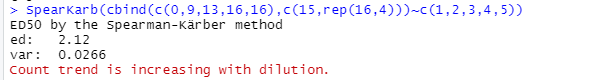 > SpearKarb(cbind(c(0,9,13,16,16),c(15,rep(16,4)))~c(1,2,3,4,5))
ED50 by the Spearman-Kärber method
ed:   2.12
var:  0.0266
Count trend is increasing with dilution.